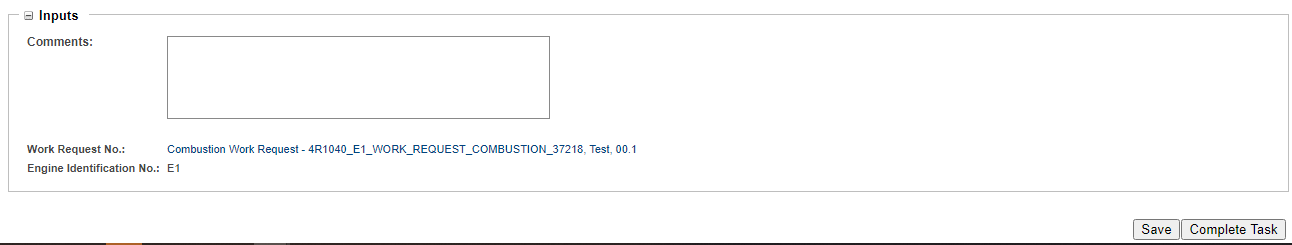 Inputs
Comments:
Work Request No.: Combustion Work Request - 4R1040_E1_WORK_REQUEST_COMBUSTION_37218, Test, 00.1
Engine Identification No.: E1
Save Complete Task